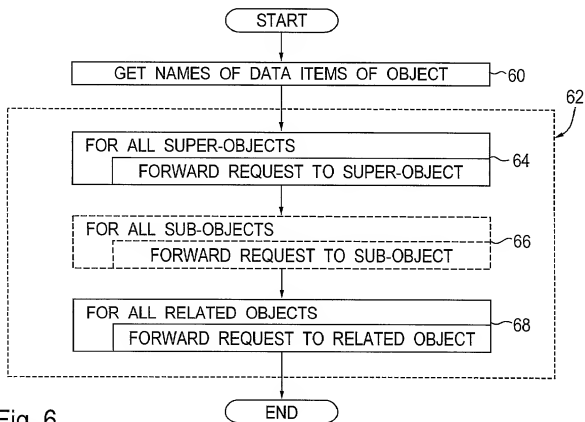 START
GET NAMES OF DATA ITEMS OF OBJECT
60
62
FOR ALL SUPER-OBJECTS
64
FORWARD REQUEST TO SUPER-OBJECT
FOR ALL SUB-OBJECTS
66
FORWARD REQUEST TO SUB-OBJECT
FOR ALL RELATED OBJECTS
68
FORWARD REQUEST TO RELATED OBJECT
END
Fig. 6